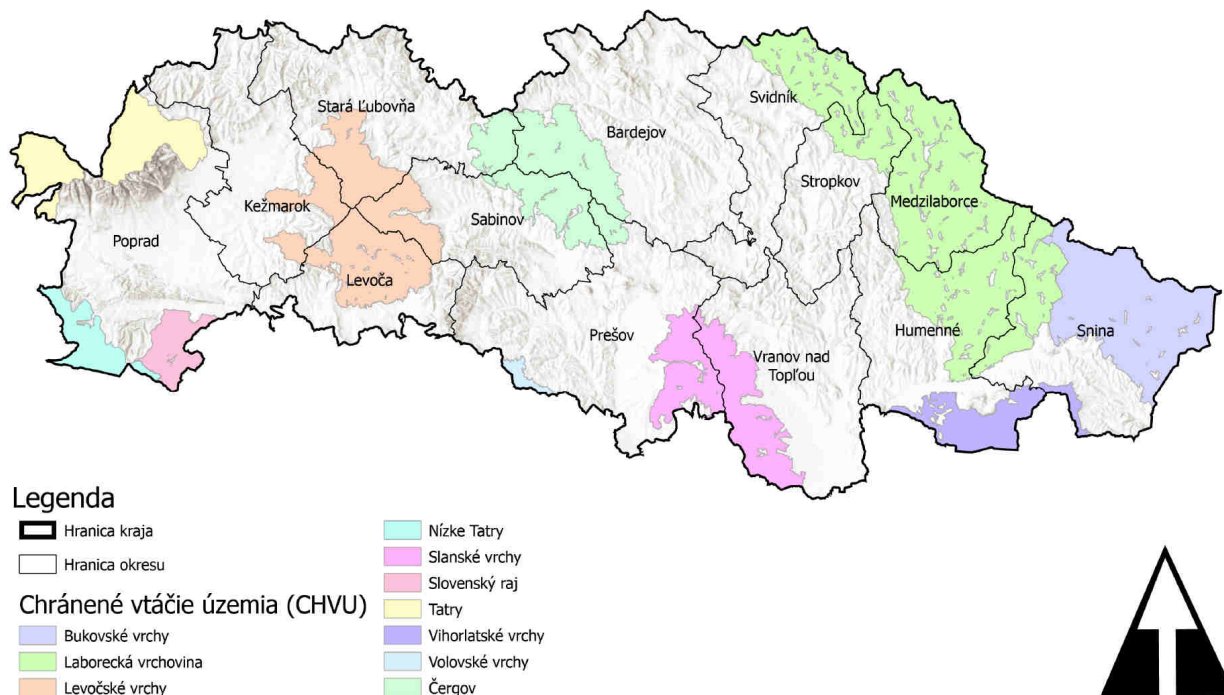 Svidník
Stará Ľubovňa
Bardejov
Stropkov
Medzilaborce
Kežmarok
Sabinov
Poprad
Levoča
Prešov
Humenné
Snina
Vranov nad
Topľou
Legenda
Hranica kraja
Hranica okresu
Chránené vtáčie územia (CHVU)
Bukovské vrchy
Laborecká vrchovina
Levočské vrchy
Nízke Tatry
Slanské vrchy
Slovenský raj
Tatry
Vihorlatské vrchy
Volovské vrchy
Čergov